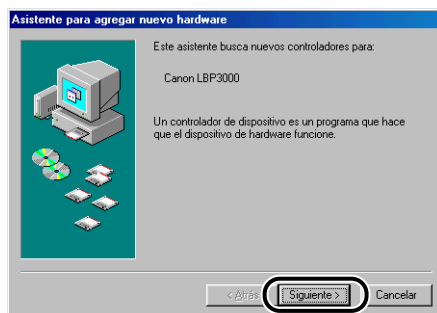 Asistente para agregar nuevo hardware
Este asistente busca nuevos controladores para:
Canon LBP3000
Un controlador de dispositivo es un programa que hace
que el dispositivo de hardware funcione.
< Atrás
Siguiente >
Cancelar